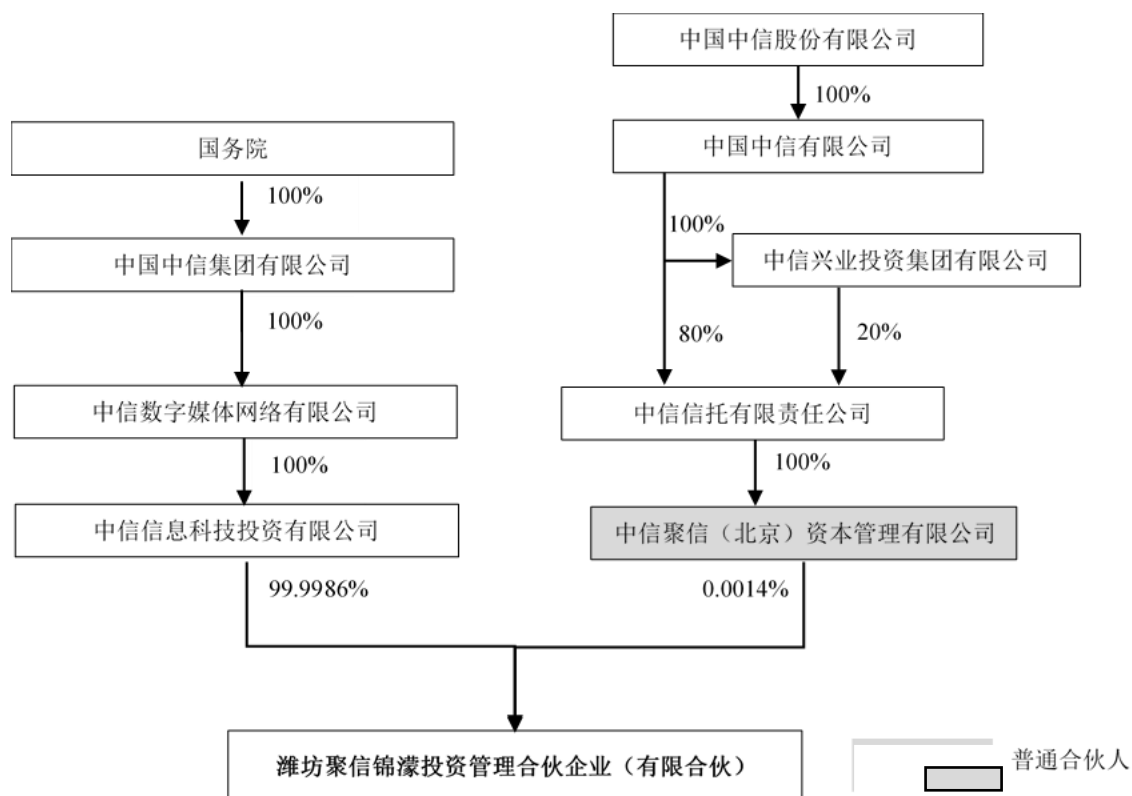 中国中信股份有限公司
100%
国务院
中国中信有限公司
100%
100%
中国中信集团有限公司
中信兴业投资集团有限公司
100%
80%
20%
中信数字媒体网络有限公司
中信信托有限责任公司
100%
100%
中信信息科技投资有限公司
中信聚信（北京）资本管理有限公司
99.9986%
0.0014%
潍坊聚信锦濛投资管理合伙企业（有限合伙）
普通合伙人